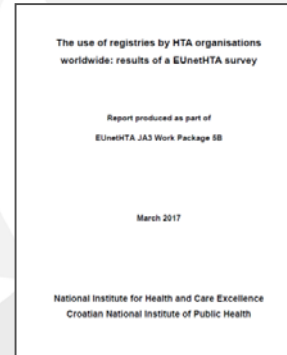 The use of registries by HTA organisations
worldwide: results of a EUnetHTA survey
Report produced as part of
EUnetHTA JA3 Work Package 5B
March 2017
National Institute for Health and Care Excellence
Croatian National Institute of Public Health